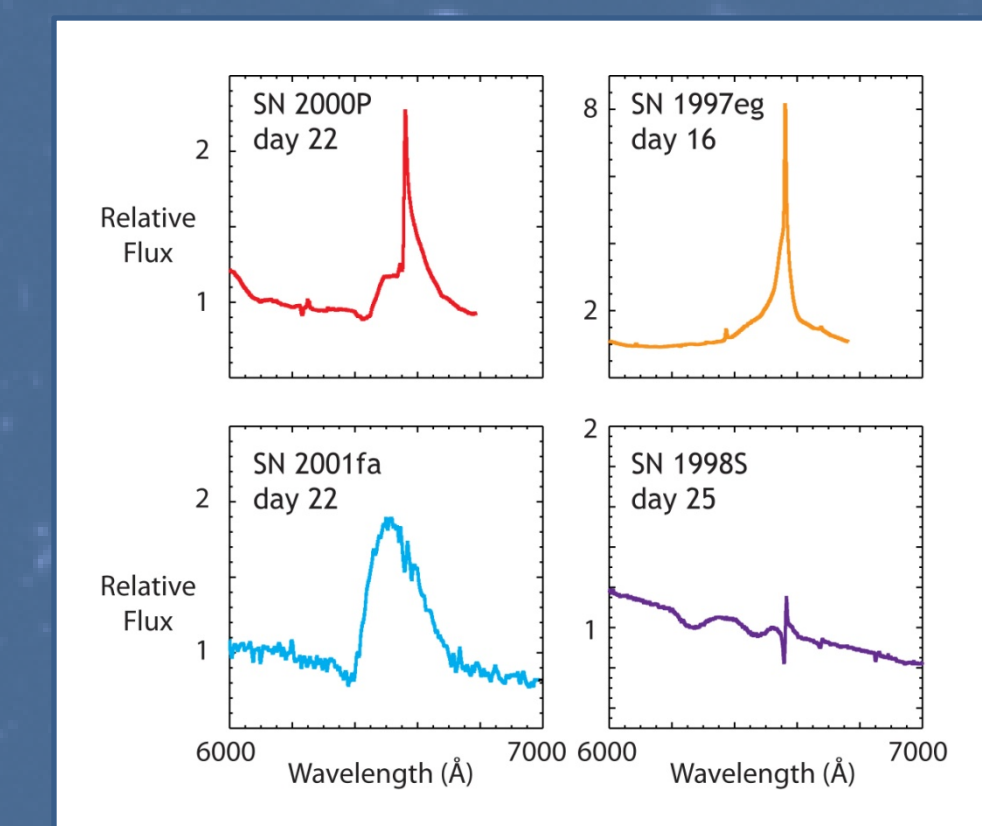 SN 2000P
day 22
2
1
Relative
Flux
SN 1997eg
day 16
8
2
SN 2001fa
day 22
2
1
Relative
Flux
6000
7000
Wavelength (Å)
SN 1998S
day 25
2
1
6000
7000
Wavelength (Å)